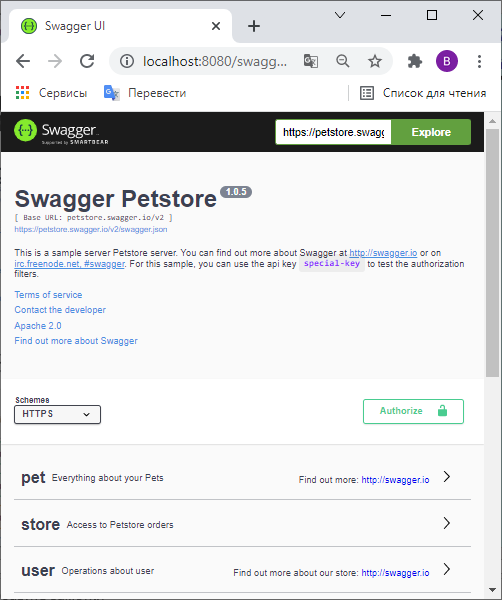 Swagger UI
localhost:8080/swagg...
B
Сервисы
Перевести
Список для чтения
Swagger
Supported by SMARTBEAR
https://petstore.swagg
Explore
Swagger Petstore 1.0.5
[ Base URL: petstore.swagger.io/v2 ]
https://petstore.swagger.io/v2/swagger.json
This is a sample server Petstore server. You can find out more about Swagger at http://swagger.io or on
irc.freenode.net, #swagger. For this sample, you can use the api key special-key to test the authorization
filters.
Terms of service
Contact the developer
Apache 2.0
Find out more about Swagger
Schemes
HTTPS
Authorize
pet Everything about your Pets Find out more: http://swagger.io
store Access to Petstore orders
user Operations about user Find out more about our store: http://swagger.io